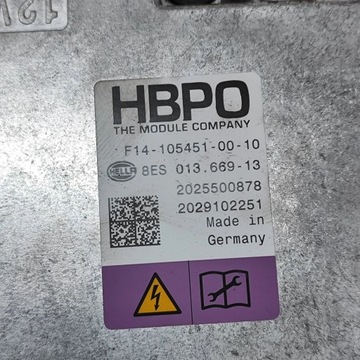 HBPO
THE MODULE COMPANY
F14-105451-00-10
HELLA 8ES 013.669-13
2025500878
2029102251
Made in
Germany